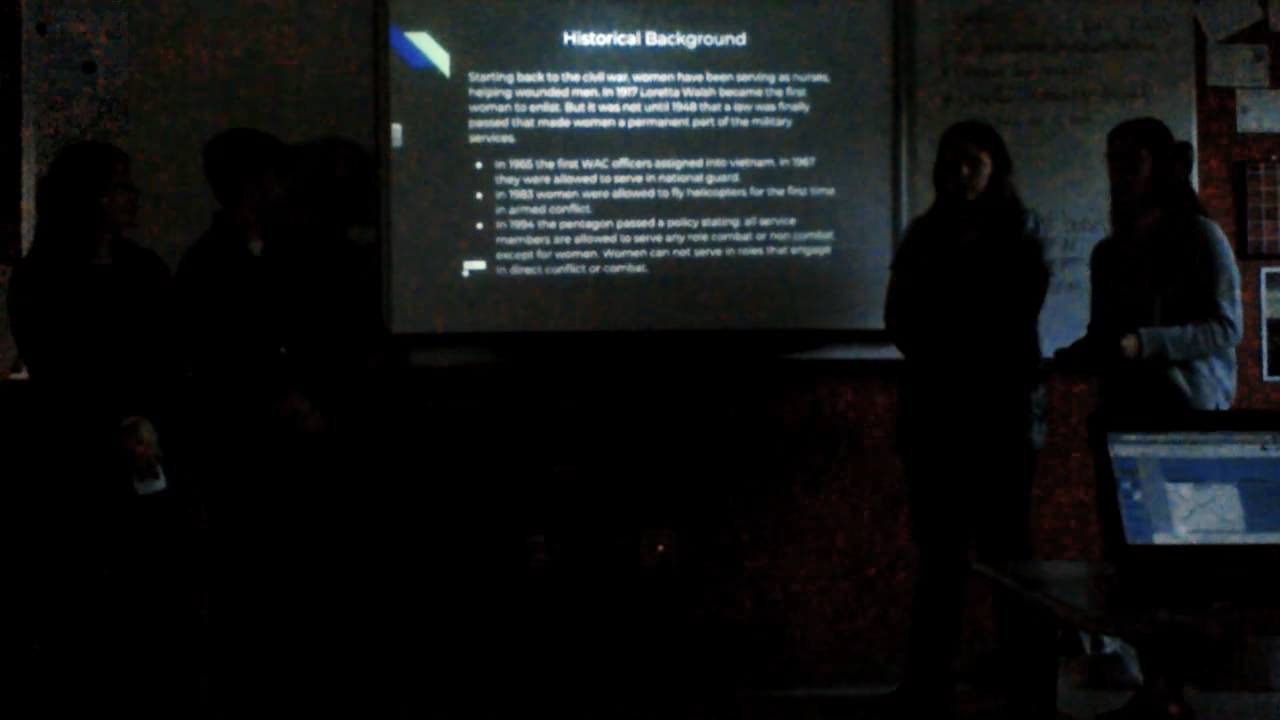 Historical Background
Starting back to the civil war, women have been serving as nurses,
helping wounded men. In 1917 Loretta Walsh became the first
woman to enlist. But it was not until 1948 that a law was finally
passed that made women a permanent part of the military
services.
In 1965 the first WAC officers assigned into vietnam. In 1967
they were allowed to serve in national guard.
In 1983 women were allowed to fly helicopters for the first time
in armed conflict.
In 1994 the pentagon passed a policy stating: all service
members are allowed to serve any role combat or non combat
except for women. Women can not serve in roles that engage
in direct conflict or combat.